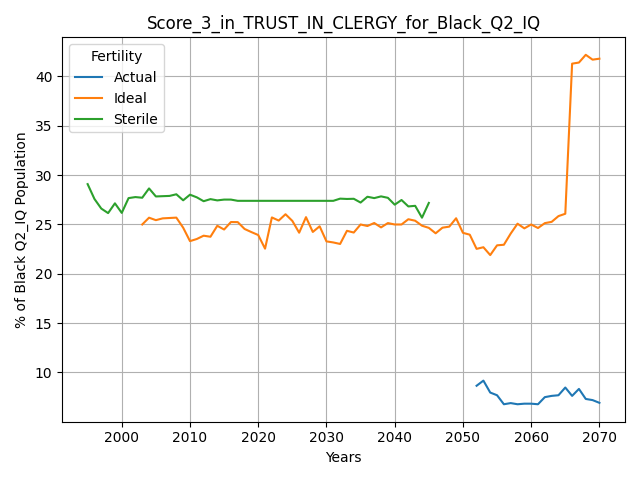 Score_3_in_TRUST_IN_CLERGY_for_Black_Q2_IQ
Fertility
Actual
Ideal
Sterile
% of Black Q2_IQ Population
40
35
30
25
20
15
10
2000 2010 2020 2030 2040 2050 2060 2070
Years